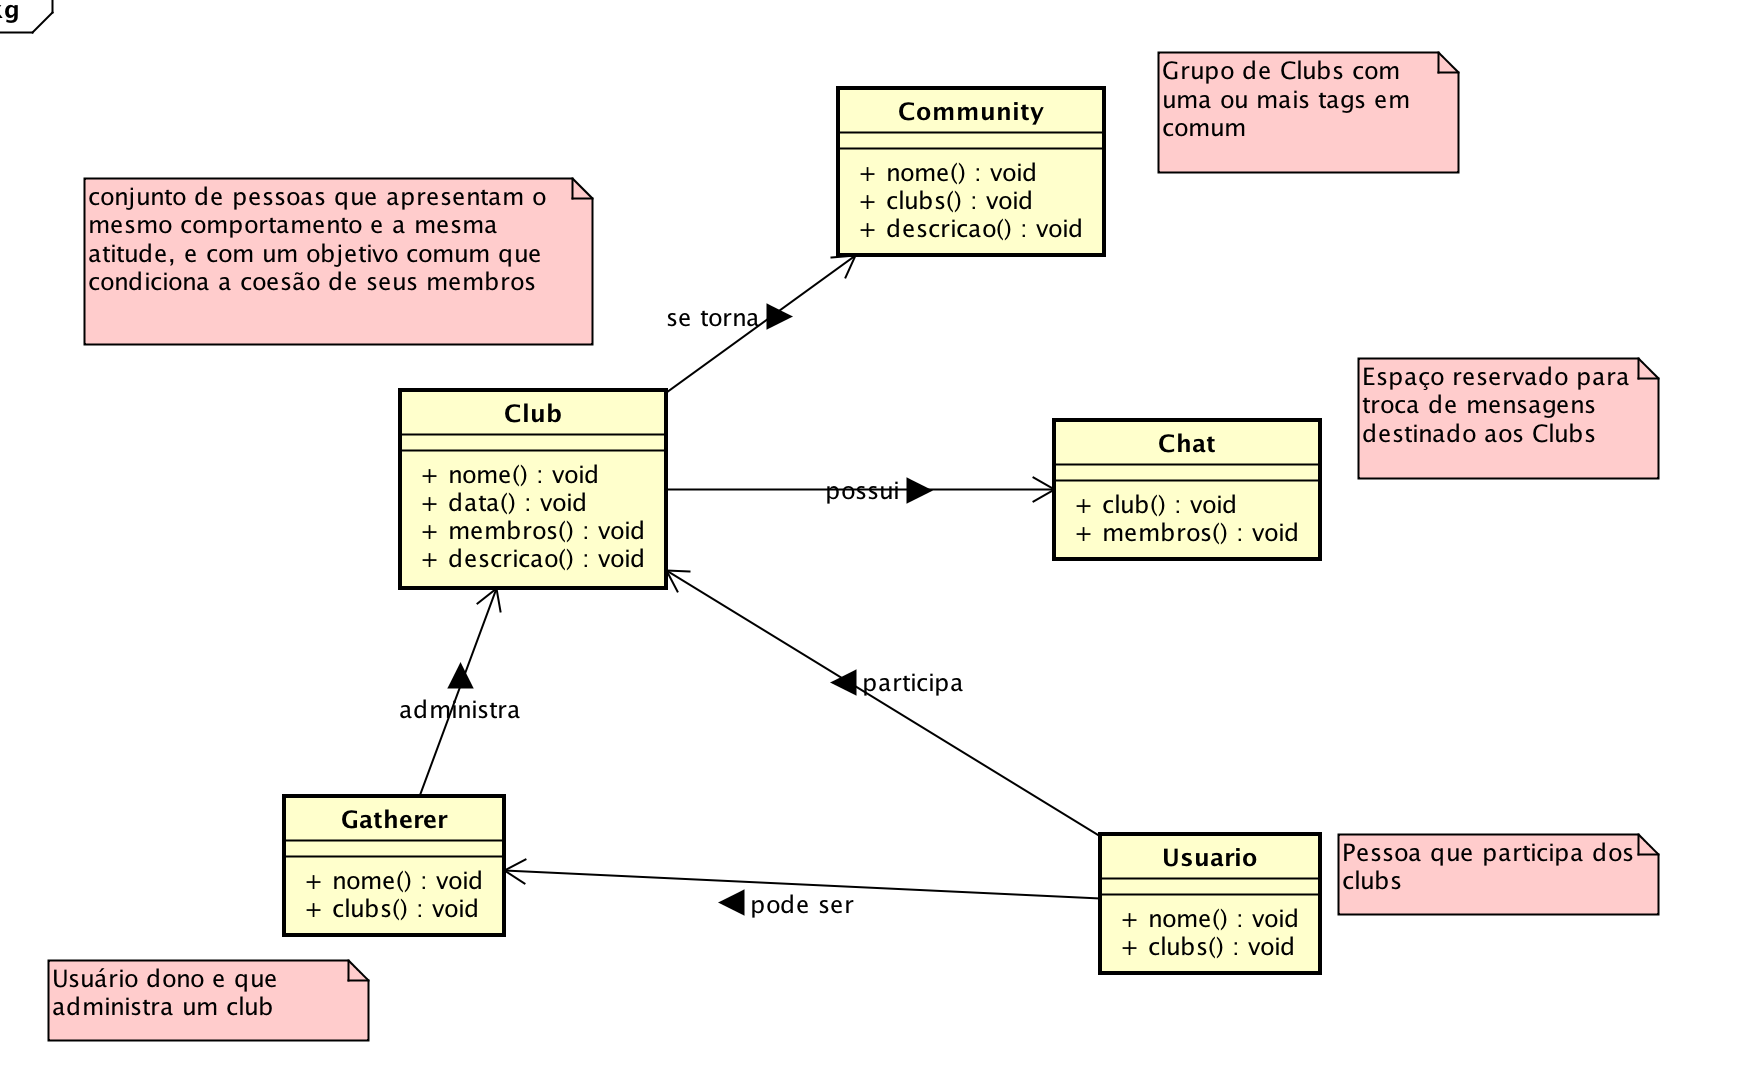 kg
Community
+ nome() : void
+ clubs() : void
+ descricao() : void
Grupo de Clubs com
uma ou mais tags em
comum
conjunto de pessoas que apresentam o
mesmo comportamento e a mesma
atitude, e com um objetivo comum que
condiciona a coesão de seus membros
se torna
Club
+ nome() : void
+ data() : void
+ membros() : void
+ descricao() : void
possui
Chat
+ club() : void
+ membros() : void
Espaço reservado para
troca de mensagens
destinado aos Clubs
participa
administra
Gatherer
+ nome() : void
+ clubs() : void
pode ser
Usuario
+ nome() : void
+ clubs() : void
Pessoa que participa dos
clubs
Usuário dono e que
administra um club